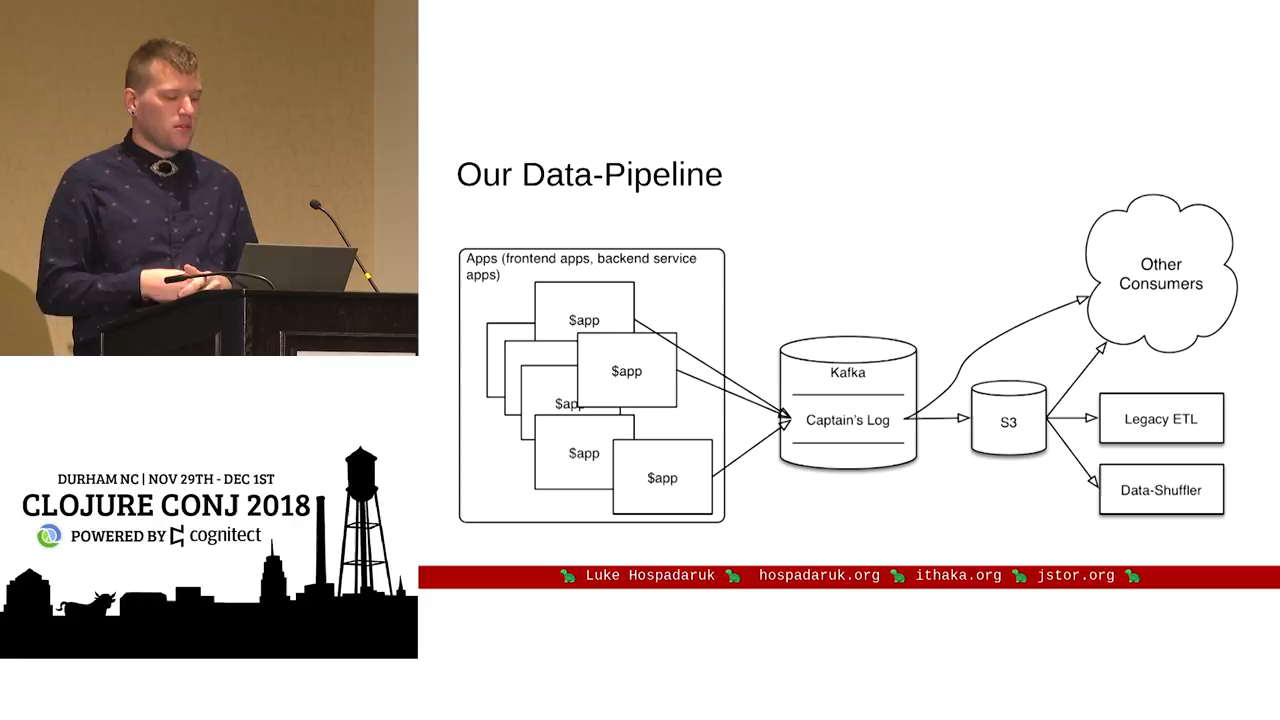 Our Data-Pipeline
Apps (frontend apps, backend service
apps)
$app
$app
$app
$app
$app
Kafka
Captain's Log
S3
Other
Consumers
Legacy ETL
Data-Shuffler
DURHAM NC | NOV 29TH - DEC 1ST
CLOJURE CONJ 2018
POWERED BY cognitect
Luke Hospadaruk hospadaruk.org ithaka.org jstor.org